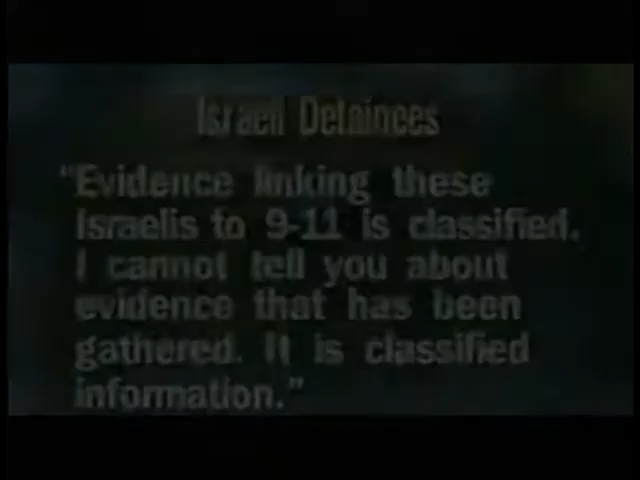 Israeli Detainees
"Evidence linking these
Israelis to 9-11 is classified.
I cannot tell you about
evidence that has been
gathered. It is classified
information."